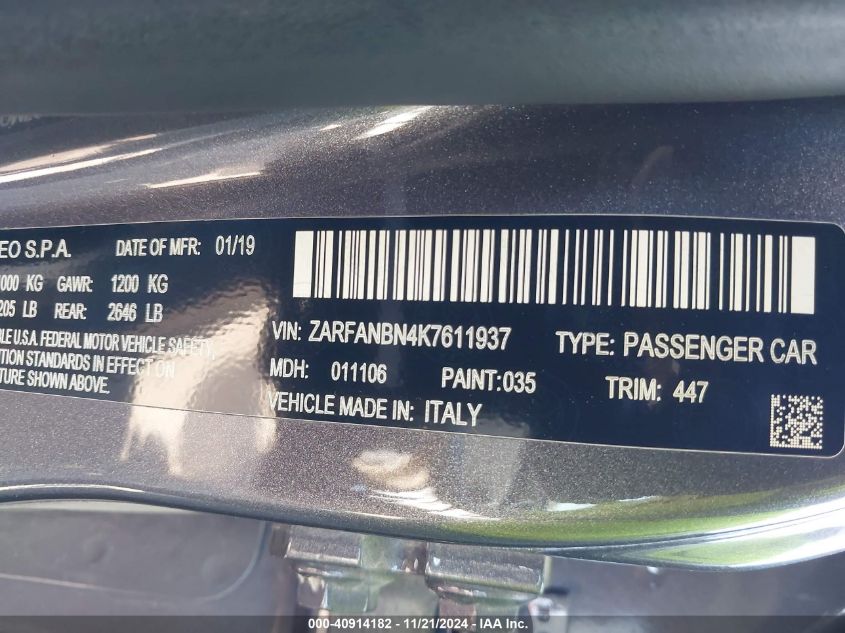 EO S.P.A. DATE OF MFR: 01/19
000 KG GAWR: 1200 KG
205 LB REAR: 2646 LB
BLE U.S.A. FEDERAL MOTOR VEHICLE SAFETY,
NTION STANDARDS IN EFFECT ON
TURE SHOWN ABOVE.
VIN: ZARFANBN4K7611937 TYPE: PASSENGER CAR
MDH: 011106 PAINT:035 TRIM: 447
VEHICLE MADE IN: ITALY
000-40914182 - 11/21/2024 - IAA Inc.